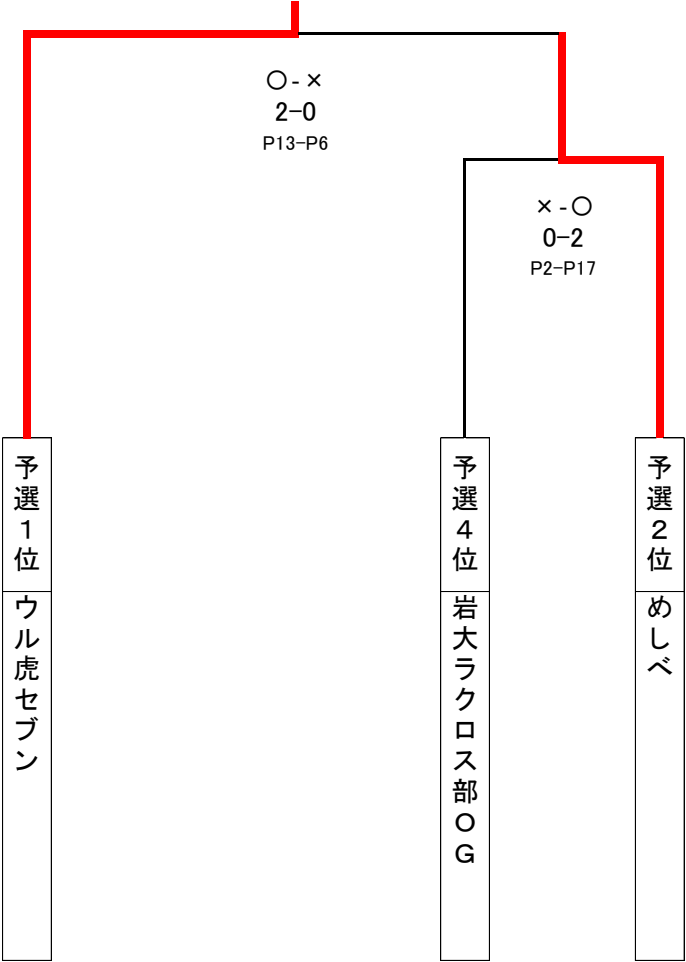 ○-×
2-0
P13-P6
×-○
0-2
P2-P17
予選1位
ウル虎セブン
予選4位
岩大ラクロス部OG
予選2位
めしべ